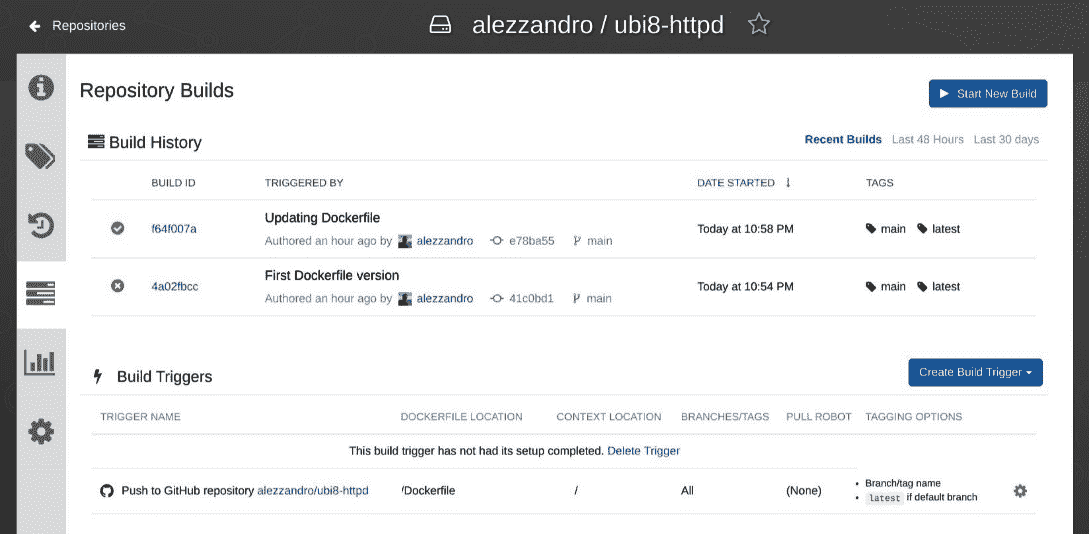 Repositories
alezzandro / ubi8-httpd
Repository Builds
Start New Build
Build History
Recent Builds Last 48 Hours Last 30 days
BUILD ID TRIGGERED BY DATE STARTED TAGS
Updating Dockerfile
f64f007a Today at 10:58 PM main latest
Authored an hour ago by alezzandro e78ba55 main
First Dockerfile version
4a02fbcc Today at 10:54 PM main latest
Authored an hour ago by alezzandro 41c0bd1 main
Build Triggers
Create Build Trigger
TRIGGER NAME DOCKERFILE LOCATION CONTEXT LOCATION BRANCHES/TAGS PULL ROBOT TAGGING OPTIONS
This build trigger has not had its setup completed. Delete Trigger
Push to GitHub repository alezzandro/ubi8-httpd /Dockerfile / All (None)
• Branch/tag name
• latest if default branch